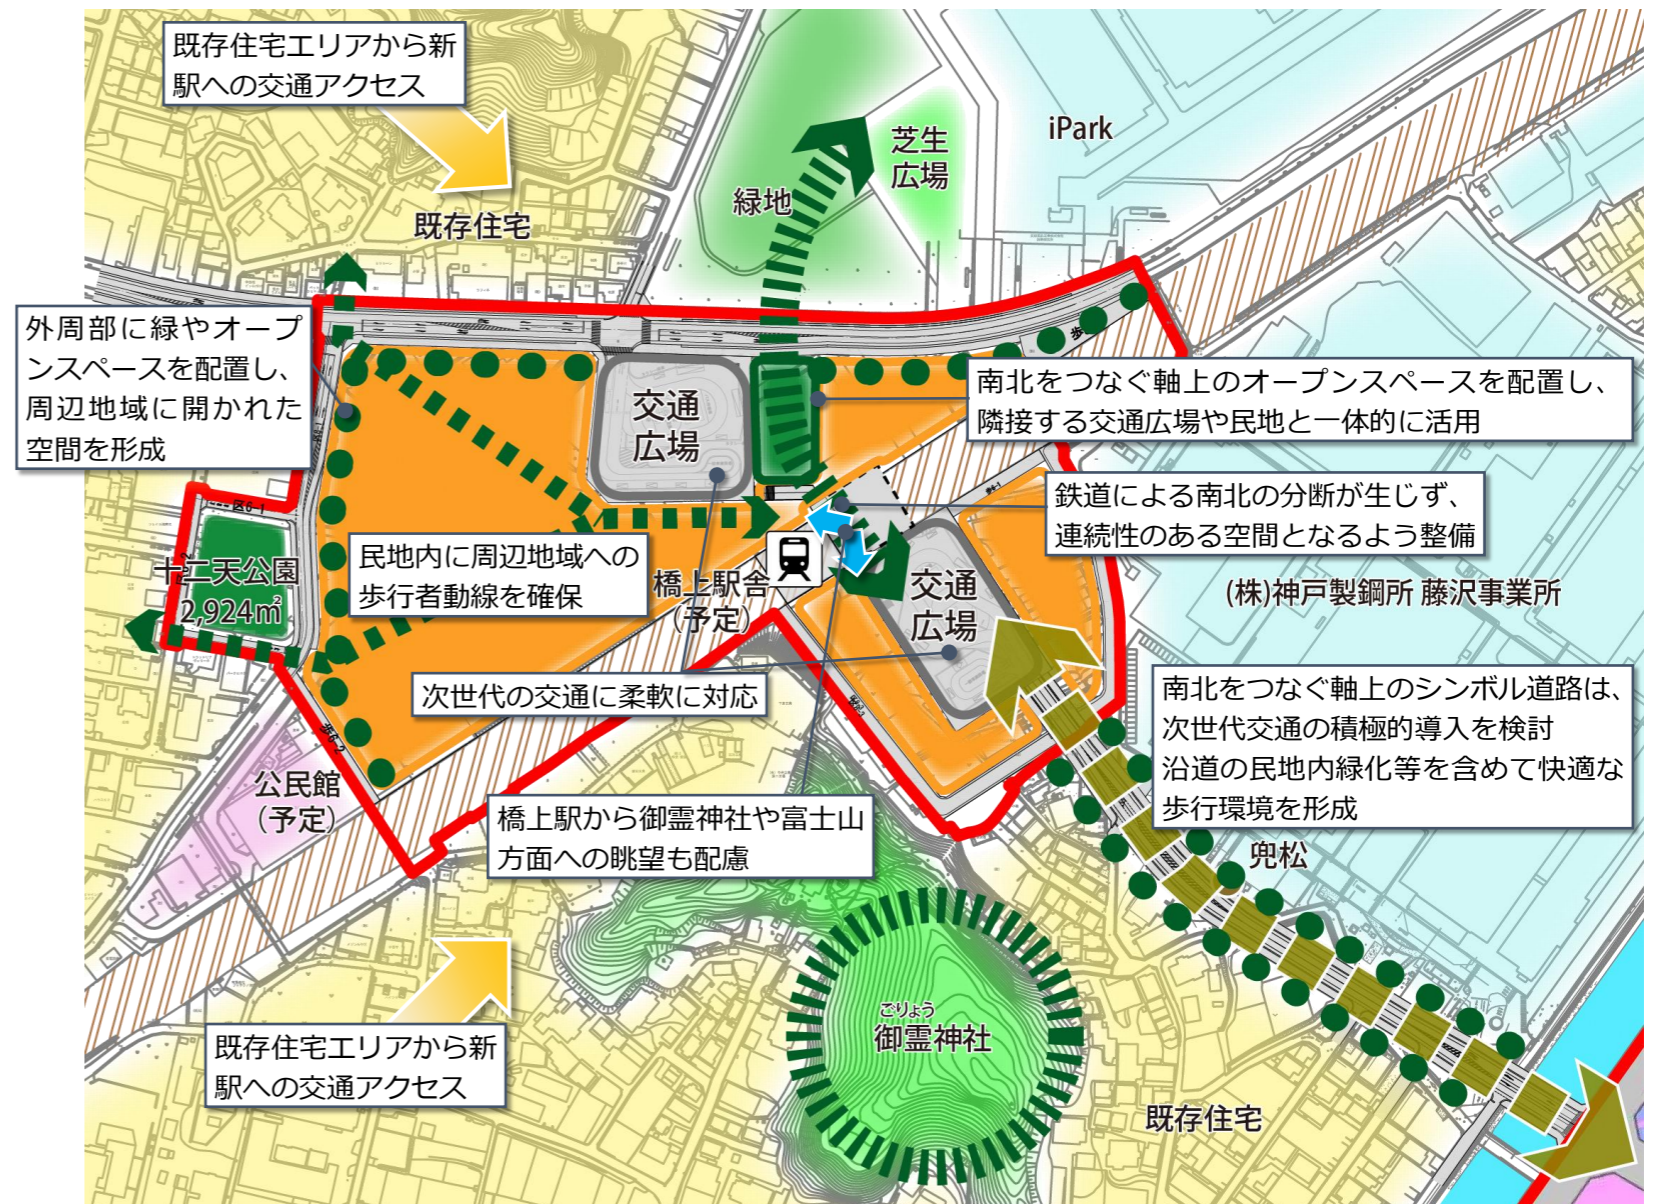 既存住宅エリアから新
駅への交通アクセス
既存住宅
緑地
芝生
広場
iPark
外周部に緑やオープ
ンスペースを配置し、
周辺地域に開かれた
空間を形成
交通
広場
歩
南北をつなぐ軸上のオープンスペースを配置し、
隣接する交通広場や民地と一体的に活用
鉄道による南北の分断が生じず、
連続性のある空間となるよう整備
区6-1
歩6-1
十二天公園
2,924㎡
民地内に周辺地域への
歩行者動線を確保
橋上駅舎
(予定)
交通
広場
(株)神戸製鋼所 藤沢事業所
次世代の交通に柔軟に対応
南北をつなぐ軸上のシンボル道路は、
次世代交通の積極的導入を検討
沿道の民地内緑化等を含めて快適な
歩行環境を形成
歩6-2
公民館
(予定)
橋上駅から御霊神社や富士山
方面への眺望も配慮
兜松
ごりょう
御霊神社
既存住宅エリアから新
駅への交通アクセス
既存住宅